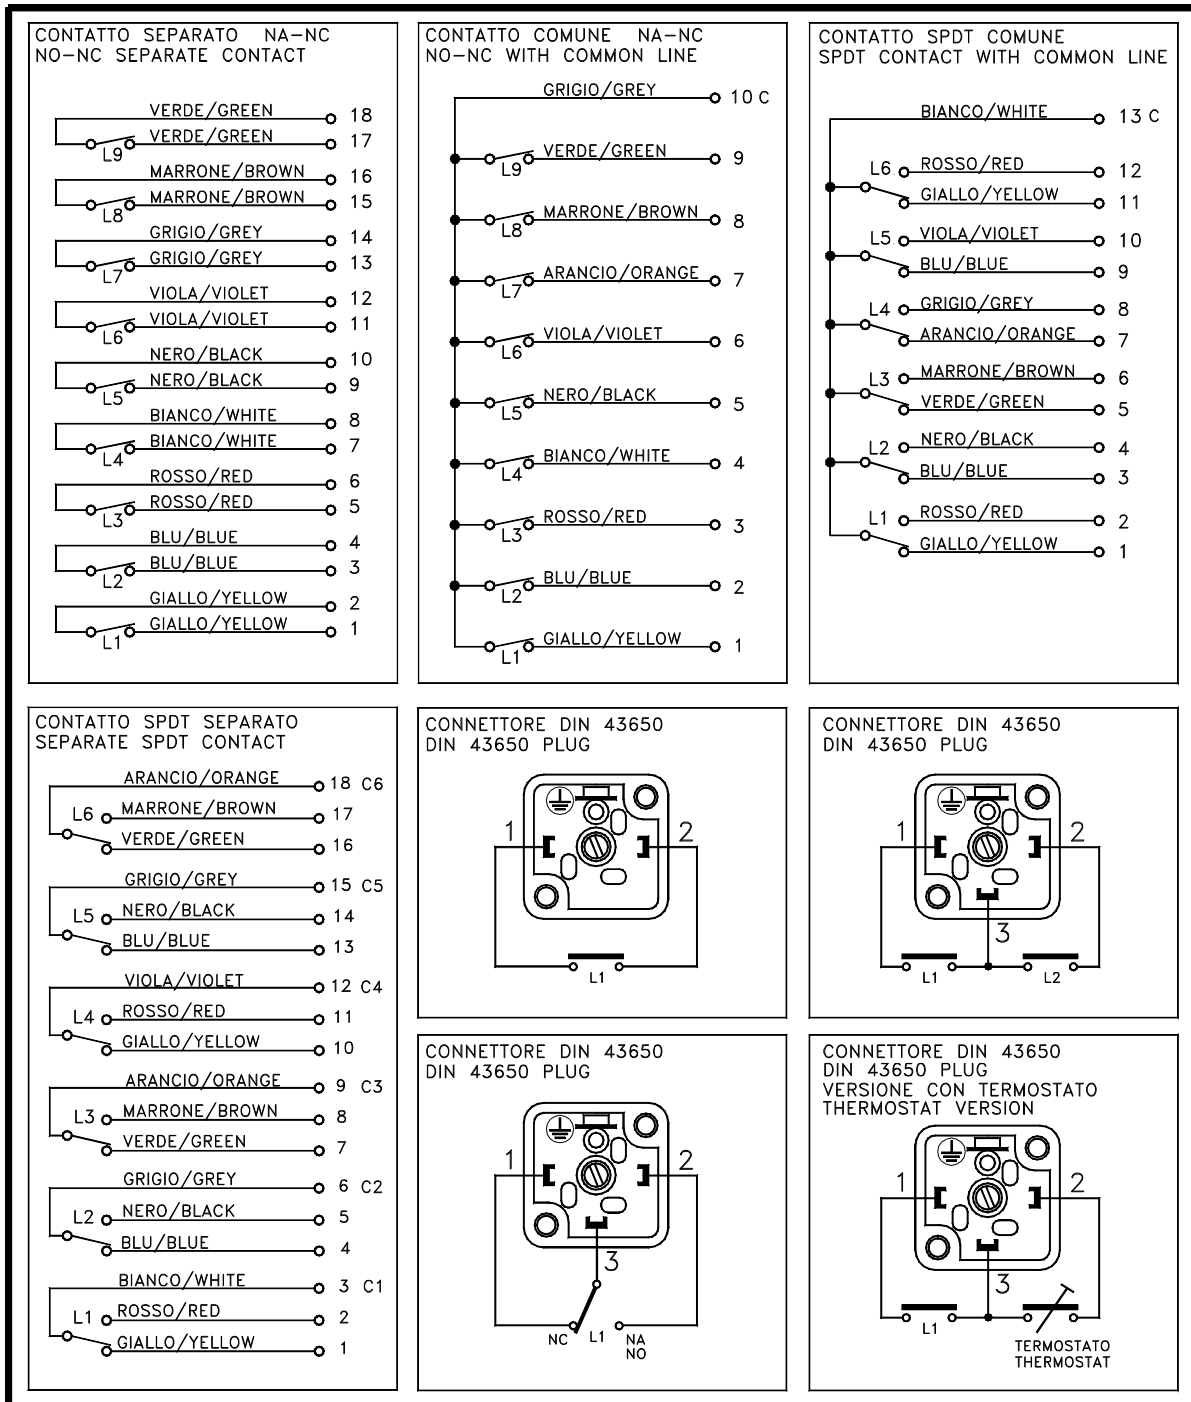 CONTATTO SEPARATO NA-NC
NO-NC SEPARATE CONTACT
VERDE/GREEN 18
L9 VERDE/GREEN 17
MARRONE/BROWN 16
L8 MARRONE/BROWN 15
GRIGIO/GREY 14
L7 GRIGIO/GREY 13
VIOLA/VIOLET 12
L6 VIOLA/VIOLET 11
NERO/BLACK 10
L5 NERO/BLACK 9
BIANCO/WHITE 8
L4 BIANCO/WHITE 7
ROSSO/RED 6
L3 ROSSO/RED 5
BLU/BLUE 4
L2 BLU/BLUE 3
GIALLO/YELLOW 2
L1 GIALLO/YELLOW 1
CONTATTO COMUNE NA-NC
NO-NC WITH COMMON LINE
GRIGIO/GREY 10 C
L9 VERDE/GREEN 9
L8 MARRONE/BROWN 8
L7 ARANCIO/ORANGE 7
L6 VIOLA/VIOLET 6
L5 NERO/BLACK 5
L4 BIANCO/WHITE 4
L3 ROSSO/RED 3
L2 BLU/BLUE 2
L1 GIALLO/YELLOW 1
CONTATTO SPDT COMUNE
SPDT CONTACT WITH COMMON LINE
BIANCO/WHITE 13 C
L6 ROSSO/RED 12
GIALLO/YELLOW 11
L5 VIOLA/VIOLET 10
BLU/BLUE 9
L4 GRIGIO/GREY 8
ARANCIO/ORANGE 7
L3 MARRONE/BROWN 6
VERDE/GREEN 5
L2 NERO/BLACK 4
BLU/BLUE 3
L1 ROSSO/RED 2
GIALLO/YELLOW 1
CONTATTO SPDT SEPARATO
SEPARATE SPDT CONTACT
ARANCIO/ORANGE 18 C6
L6 MARRONE/BROWN 17
VERDE/GREEN 16
GRIGIO/GREY 15 C5
L5 NERO/BLACK 14
BLU/BLUE 13
VIOLA/VIOLET 12 C4
L4 ROSSO/RED 11
GIALLO/YELLOW 10
ARANCIO/ORANGE 9 C3
L3 MARRONE/BROWN 8
VERDE/GREEN 7
GRIGIO/GREY 6 C2
L2 NERO/BLACK 5
BLU/BLUE 4
BIANCO/WHITE 3 C1
L1 ROSSO/RED 2
GIALLO/YELLOW 1
CONNETTORE DIN 43650
DIN 43650 PLUG
1 2
L1
CONNETTORE DIN 43650
DIN 43650 PLUG
1 2
3
L1 L2
CONNETTORE DIN 43650
DIN 43650 PLUG
1 2
3
NC L1 NA
NO
CONNETTORE DIN 43650
DIN 43650 PLUG
VERSIONE CON TERMOSTATO
THERMOSTAT VERSION
1 2
3
L1
TERMOSTATO
THERMOSTAT